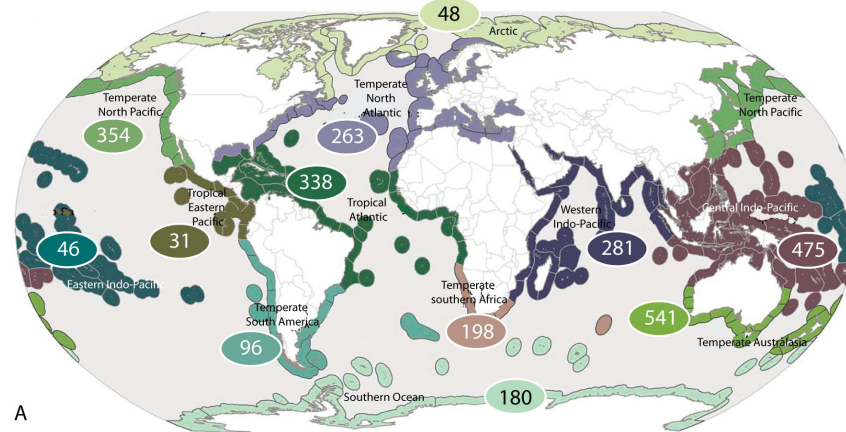 48
Arctic
Temperate
North Pacific
354
Temperate
North
Atlantic
263
Temperate
North Pacific
338
Tropical
Eastern
Pacific
31
Tropical
Atlantic
Western
Indo-Pacific
281
Central Indo-Pacific
475
46
Eastern Indo-Pacific
Temperate
South America
96
Temperate
southern Africa
198
541
Temperate Australasia
Southern Ocean
180
A